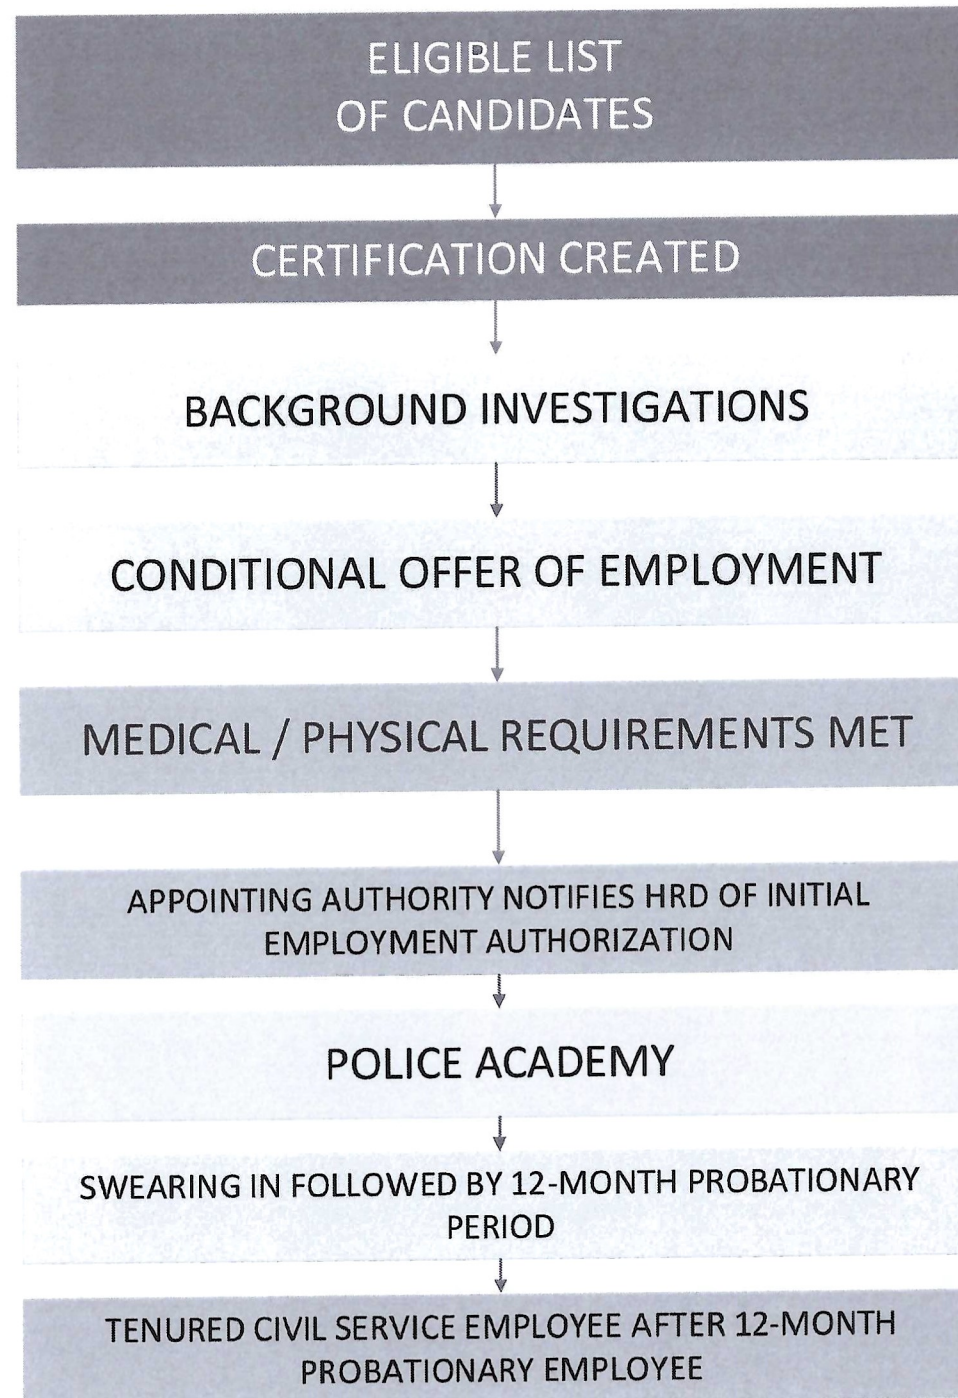 ELIGIBLE LIST
OF CANDIDATES
CERTIFICATION CREATED
BACKGROUND INVESTIGATIONS
CONDITIONAL OFFER OF EMPLOYMENT
MEDICAL / PHYSICAL REQUIREMENTS MET
APPOINTING AUTHORITY NOTIFIES HRD OF INITIAL
EMPLOYMENT AUTHORIZATION
POLICE ACADEMY
SWEARING IN FOLLOWED BY 12-MONTH PROBATIONARY
PERIOD
TENURED CIVIL SERVICE EMPLOYEE AFTER 12-MONTH
PROBATIONARY EMPLOYEE